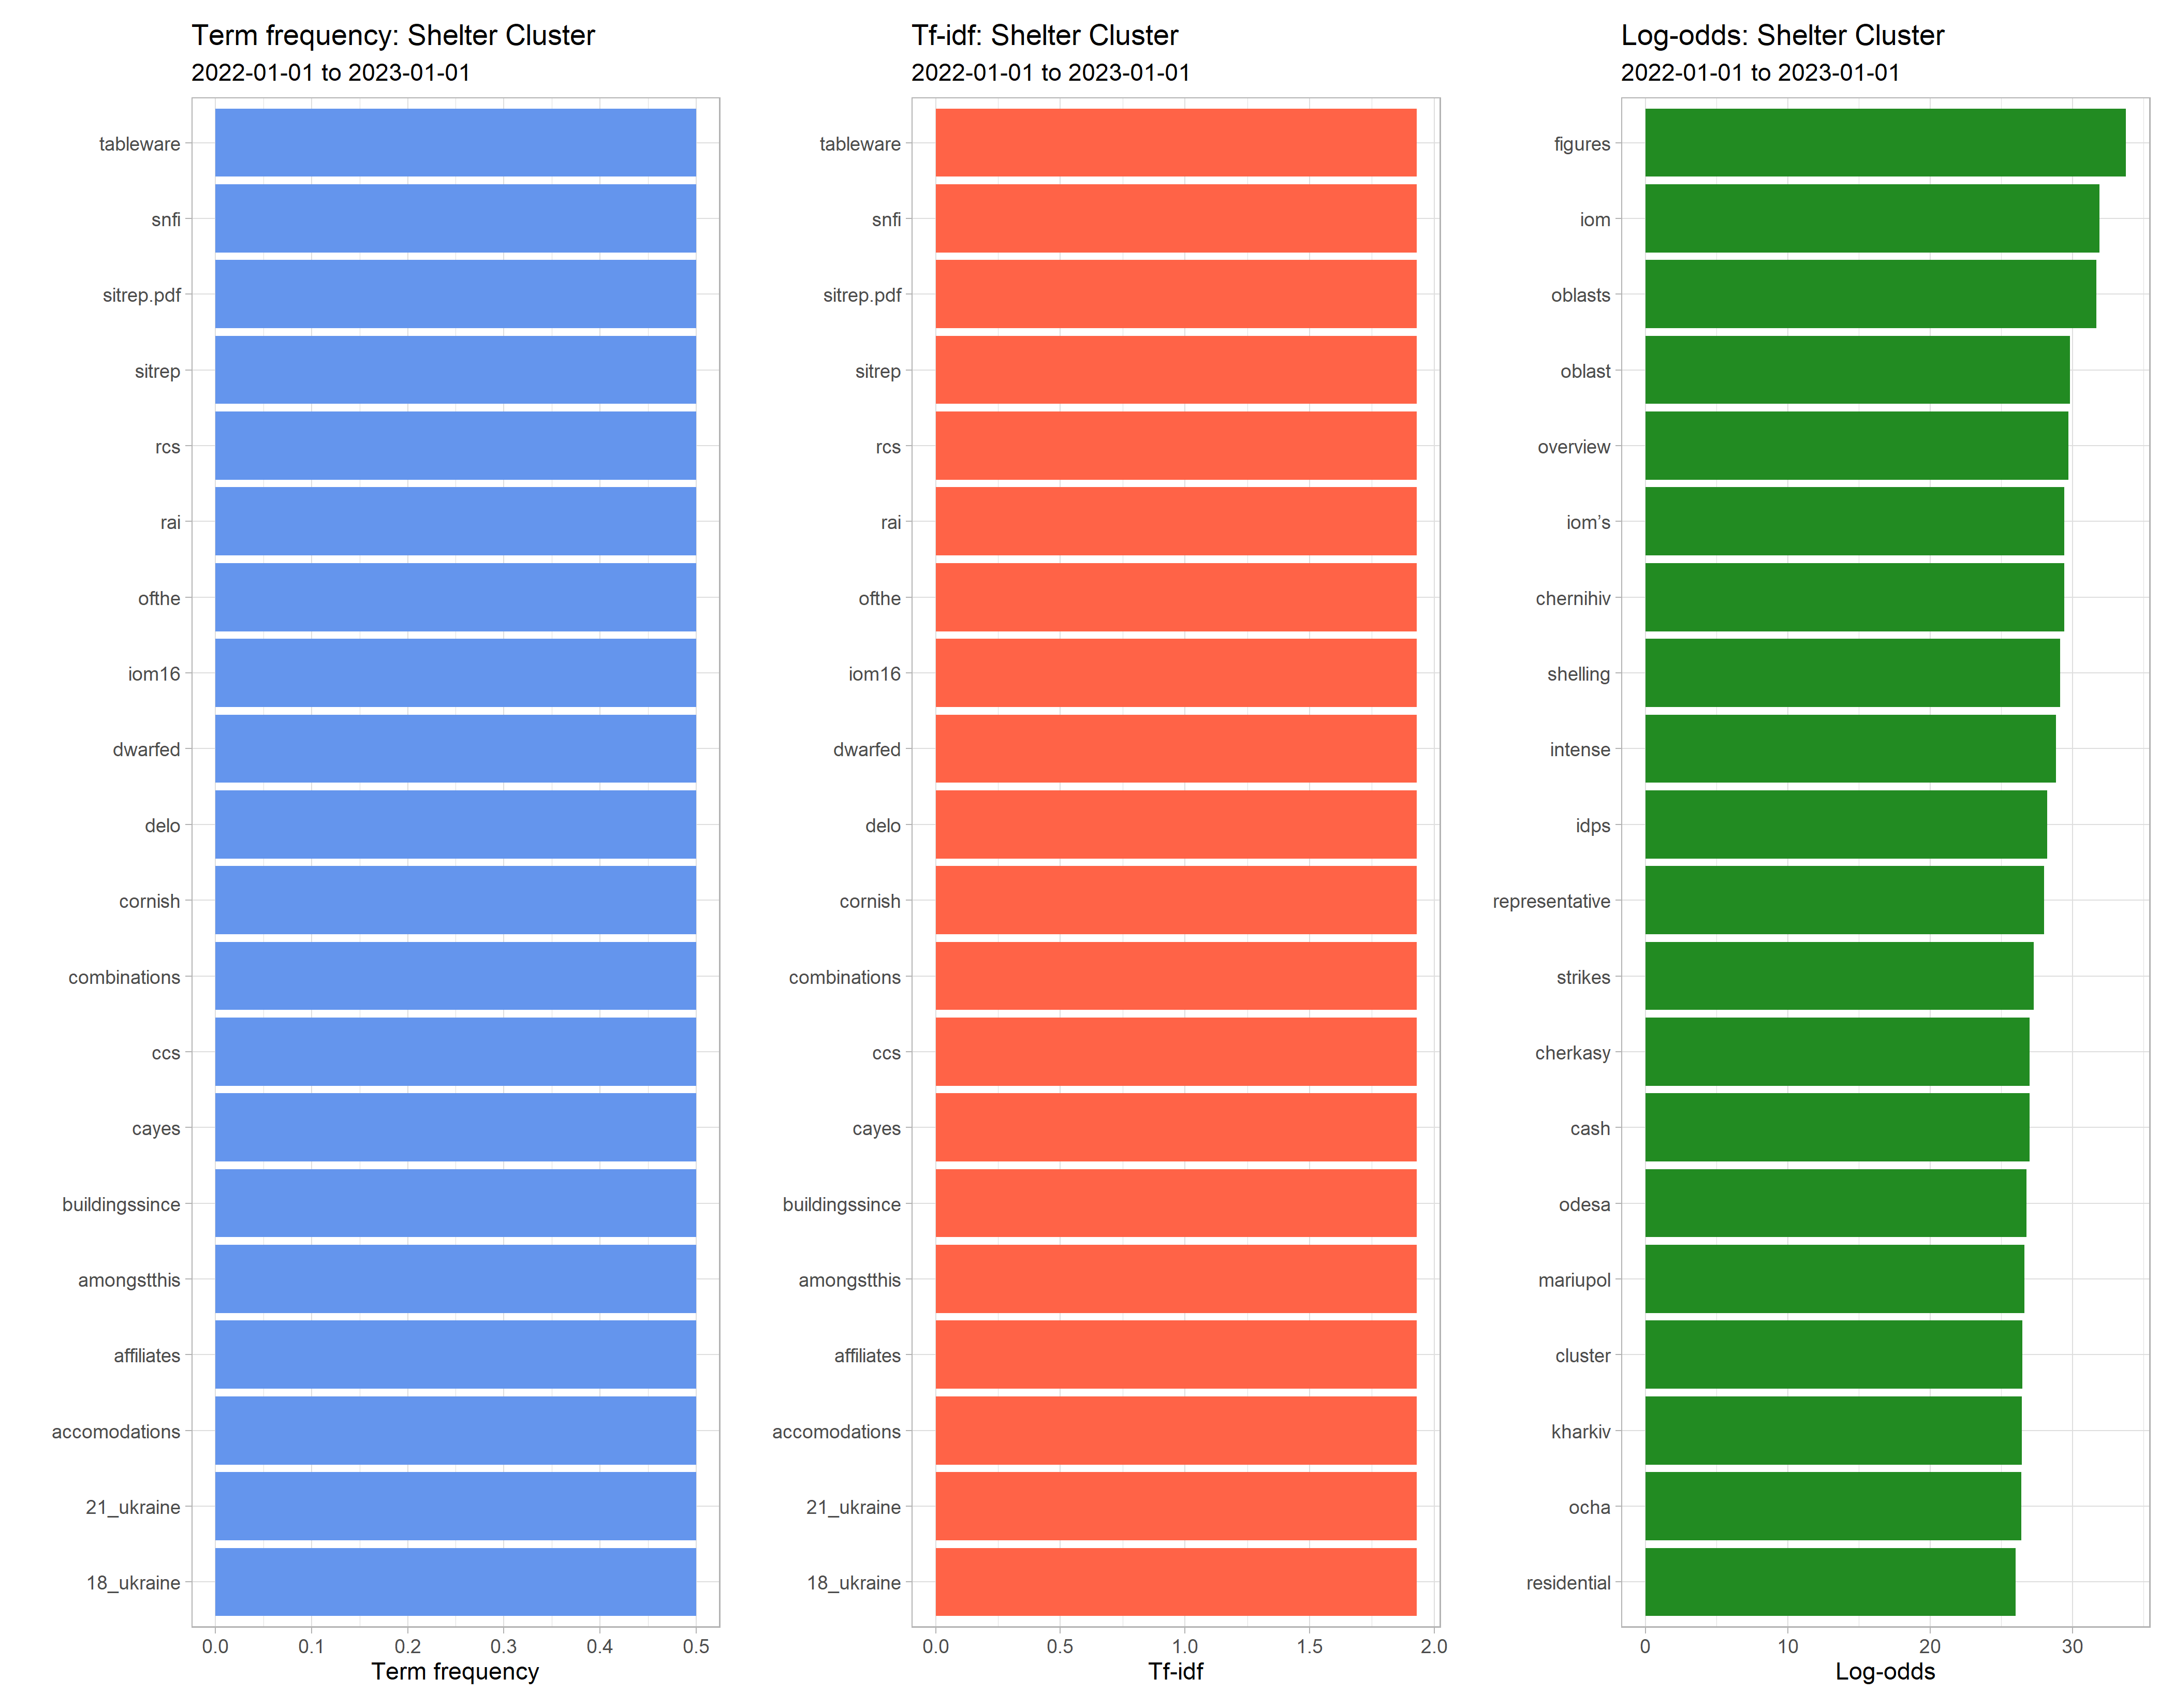 Term frequency: Shelter Cluster
2022-01-01 to 2023-01-01
tableware
snfi
sitrep.pdf
sitrep
rcs
rai
ofthe
iom16
dwarfed
delo
cornish
combinations
ccs
cayes
buildingssince
amongstthis
affiliates
accomodations
21_ukraine
18_ukraine
0.0 0.1 0.2 0.3 0.4 0.5
Term frequency
Tf-idf: Shelter Cluster
2022-01-01 to 2023-01-01
tableware
snfi
sitrep.pdf
sitrep
rcs
rai
ofthe
iom16
dwarfed
delo
cornish
combinations
ccs
cayes
buildingssince
amongstthis
affiliates
accomodations
21_ukraine
18_ukraine
0.0 0.5 1.0 1.5 2.0
Tf-idf
Log-odds: Shelter Cluster
2022-01-01 to 2023-01-01
figures
iom
oblasts
oblast
overview
iom’s
chernihiv
shelling
intense
idps
representative
strikes
cherkasy
cash
odesa
mariupol
cluster
kharkiv
ocha
residential
0 10 20 30
Log-odds